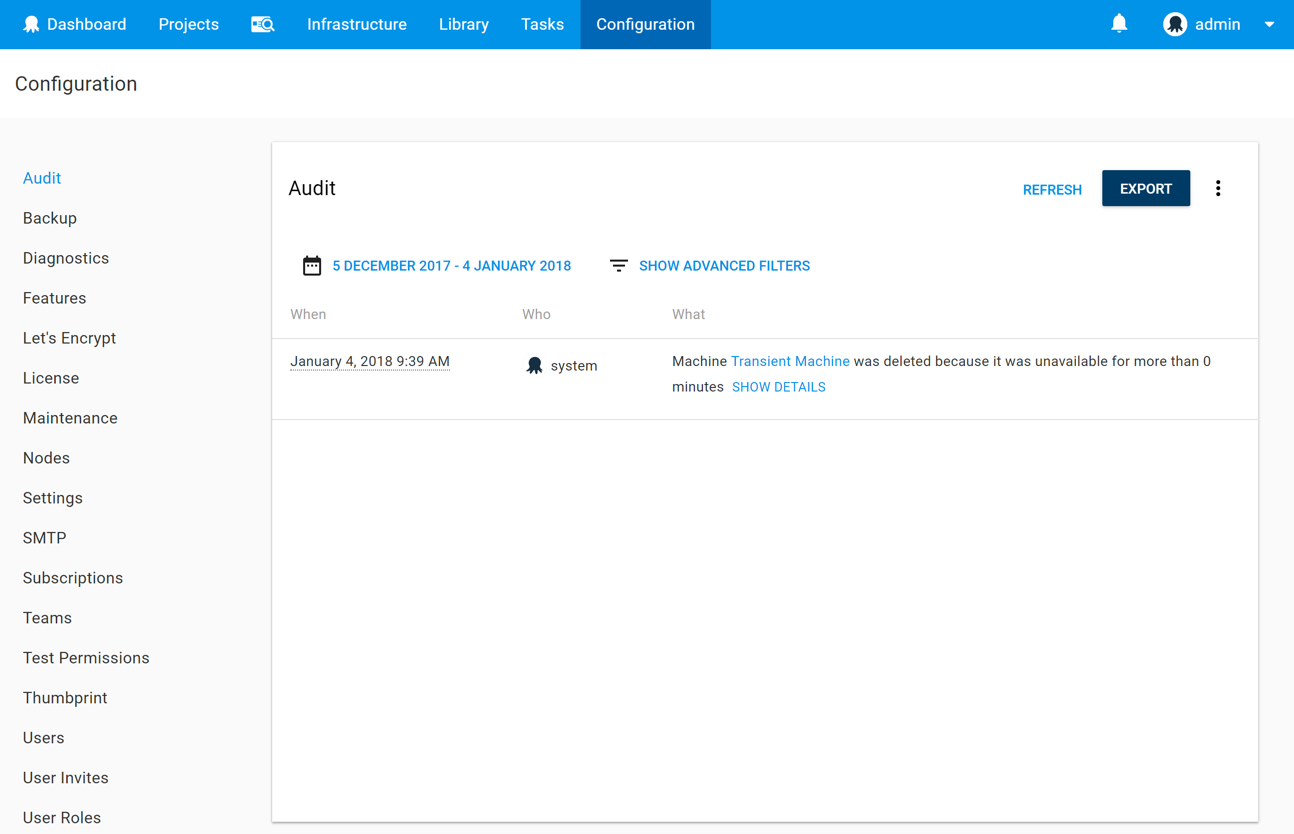 Dashboard Projects Infrastructure Library Tasks Configuration admin
Configuration
Audit
Backup
Diagnostics
Features
Let's Encrypt
License
Maintenance
Nodes
Settings
SMTP
Subscriptions
Teams
Test Permissions
Thumbprint
Users
User Invites
User Roles
Audit
REFRESH EXPORT
5 DECEMBER 2017 - 4 JANUARY 2018 SHOW ADVANCED FILTERS
When Who What
January 4, 2018 9:39 AM system Machine Transient Machine was deleted because it was unavailable for more than 0
minutes SHOW DETAILS